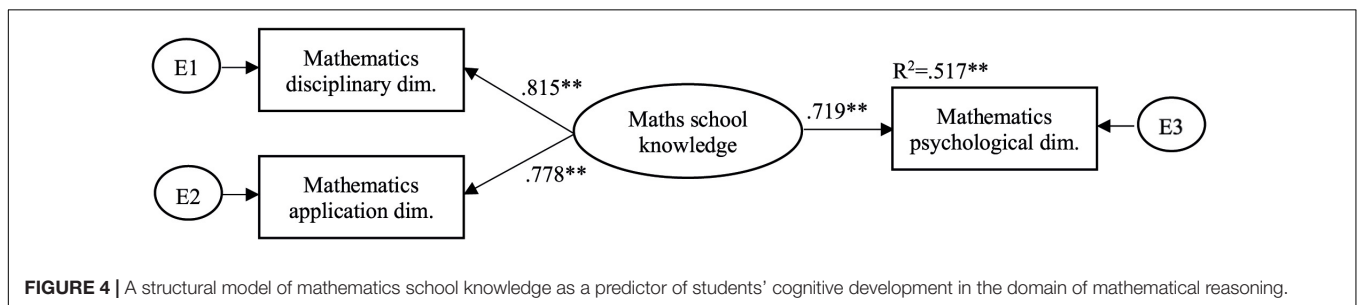 E1
Mathematics
disciplinary dim.
.815**
E2
Mathematics
application dim.
.778**
Maths school
knowledge
.719**
R²=.517**
Mathematics
psychological dim.
E3
FIGURE 4 | A structural model of mathematics school knowledge as a predictor of students' cognitive development in the domain of mathematical reasoning.